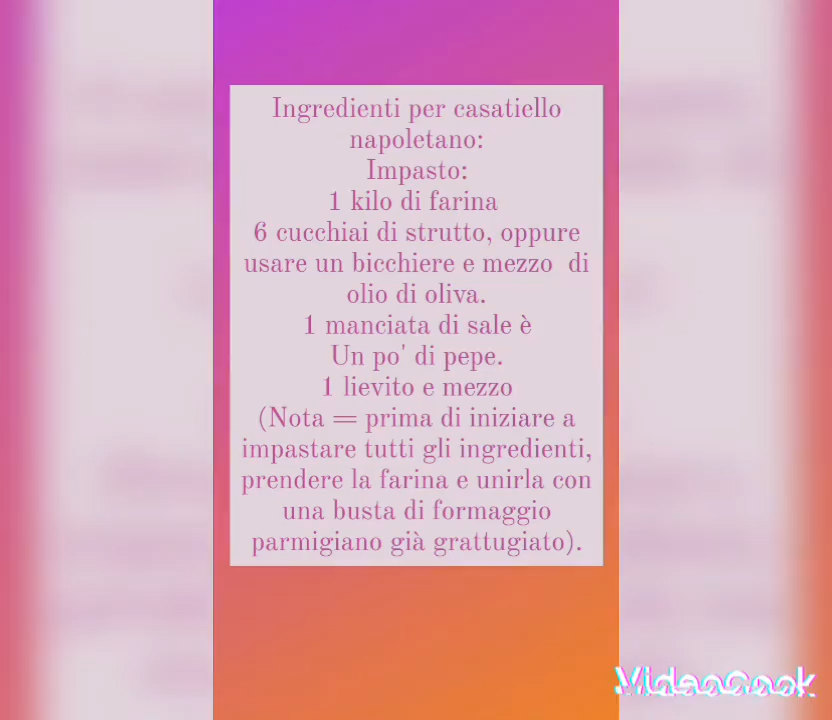 Ingredienti per casatiello
napoletano:
Impasto:
1 kilo di farina
6 cucchiai di strutto, oppure
usare un bicchiere e mezzo  di
olio di oliva.
1 manciata di sale è
Un po' di pepe.
1 lievito e mezzo
(Nota = prima di iniziare a
impastare tutti gli ingredienti,
prendere la farina e unirla con
una busta di formaggio
parmigiano già grattugiato).
VideoCook